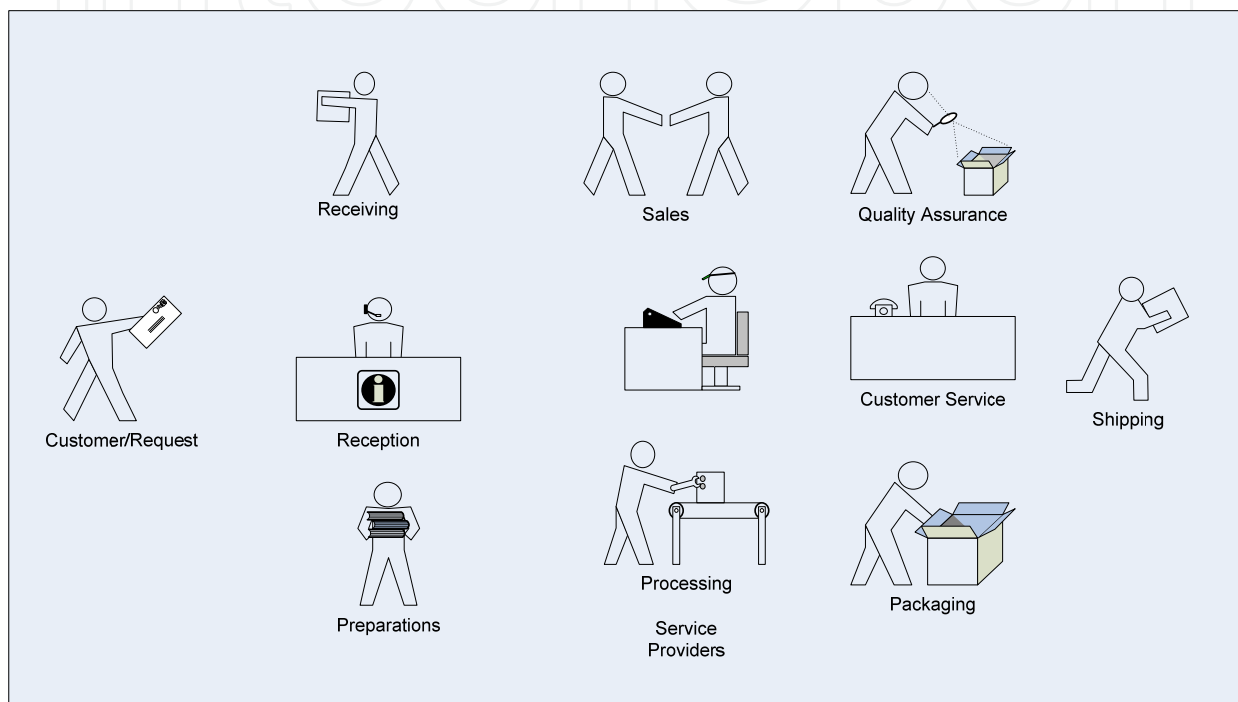 Receiving
Sales
Quality Assurance
Customer/Request
Reception
Customer Service
Shipping
Preparations
Processing
Packaging
Service
Providers